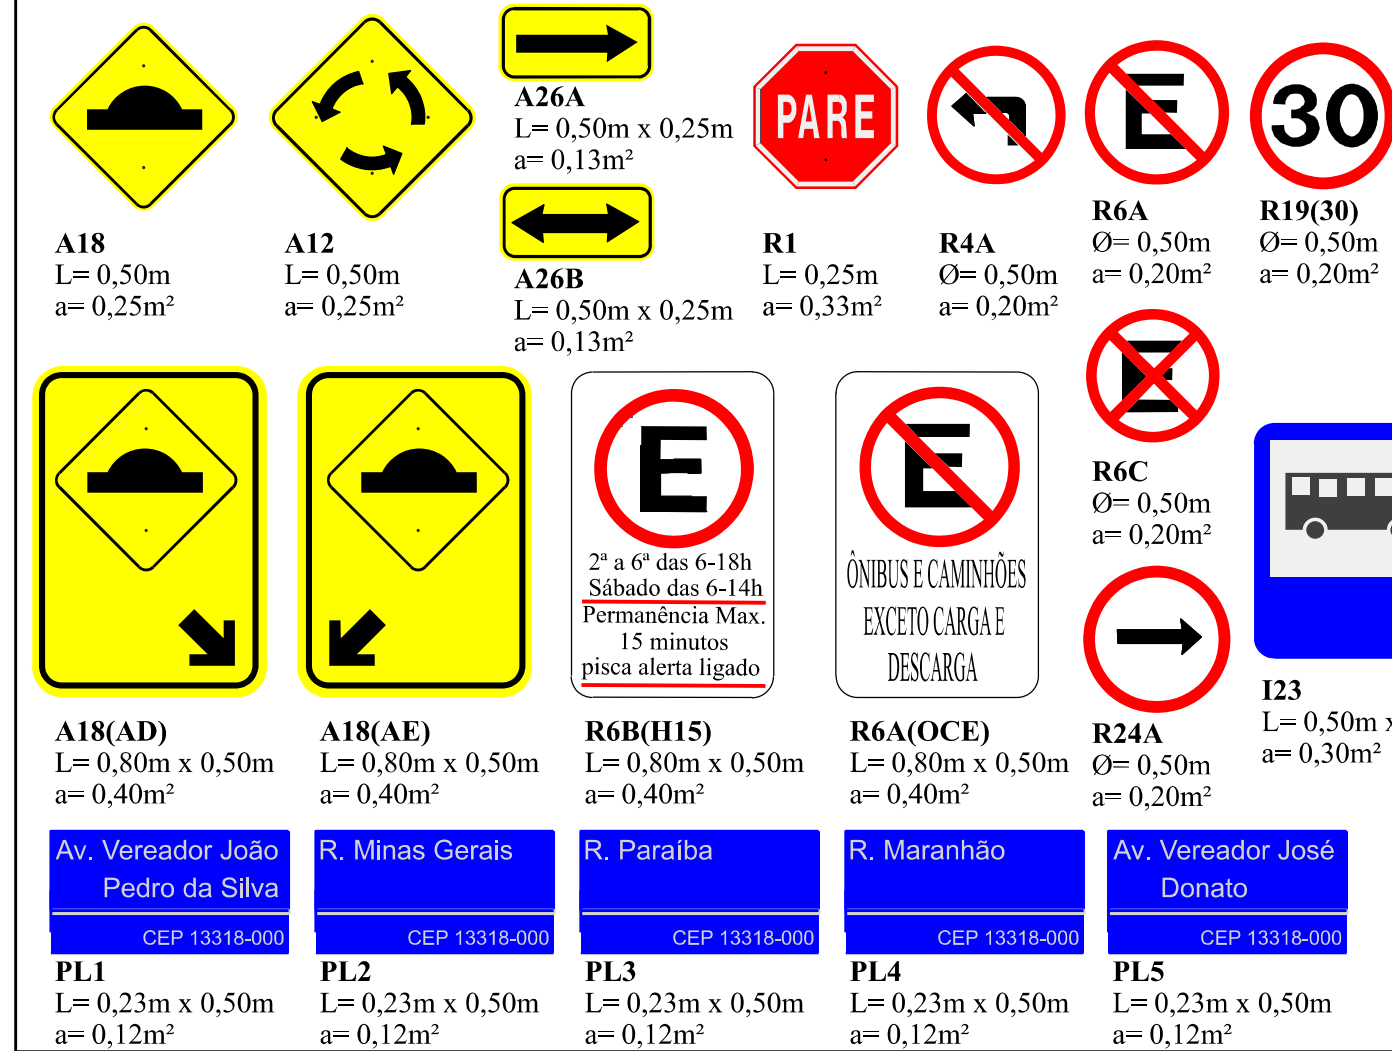 A18
L= 0,50m
a= 0,25m²
A12
L= 0,50m
a= 0,25m²
A26A
L= 0,50m x 0,25m
a= 0,13m²
A26B
L= 0,50m x 0,25m
a= 0,13m²
PARE
R1
L= 0,25m
a= 0,33m²
R4A
Ø= 0,50m
a= 0,20m²
E
R6A
Ø= 0,50m
a= 0,20m²
30
R19(30)
Ø= 0,50m
a= 0,20m²
E
R6C
Ø= 0,50m
a= 0,20m²
A18(AD)
L= 0,80m x 0,50m
a= 0,40m²
A18(AE)
L= 0,80m x 0,50m
a= 0,40m²
E
2ª a 6ª das 6-18h
Sábado das 6-14h
Permanência Max.
15 minutos
pisca alerta ligado
R6B(H15)
L= 0,80m x 0,50m
a= 0,40m²
E
ÔNIBUS E CAMINHÕES
EXCETO CARGA E
DESCARGA
R6A(OCE)
L= 0,80m x 0,50m
a= 0,40m²
R24A
Ø= 0,50m
a= 0,20m²
I23
L= 0,50m x
a= 0,30m²
Av. Vereador João
Pedro da Silva
CEP 13318-000
PL1
L= 0,23m x 0,50m
a= 0,12m²
R. Minas Gerais
CEP 13318-000
PL2
L= 0,23m x 0,50m
a= 0,12m²
R. Paraíba
CEP 13318-000
PL3
L= 0,23m x 0,50m
a= 0,12m²
R. Maranhão
CEP 13318-000
PL4
L= 0,23m x 0,50m
a= 0,12m²
Av. Vereador José
Donato
CEP 13318-000
PL5
L= 0,23m x 0,50m
a= 0,12m²